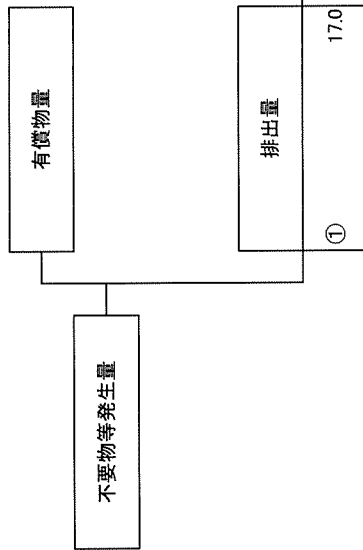 不要物等発生量
有償物量
排出量
① 17.0